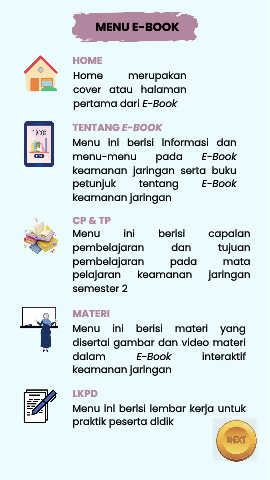 MENU E-BOOK
HOME
Home merupakan
cover atau halaman
pertama dari E-Book
TENTANG E-BOOK
Menu ini berisi informasi dan
menu-menu pada E-Book
keamanan jaringan serta buku
petunjuk tentang E-Book
keamanan jaringan
CP & TP
Menu ini berisi capaian
pembelajaran dan tujuan
pembelajaran pada mata
pelajaran keamanan jaringan
semester 2
MATERI
Menu ini berisi materi yang
disertai gambar dan video materi
dalam E-Book interaktif
keamanan jaringan
LKPD
Menu ini berisi lembar kerja untuk
praktik peserta didik
NEXT